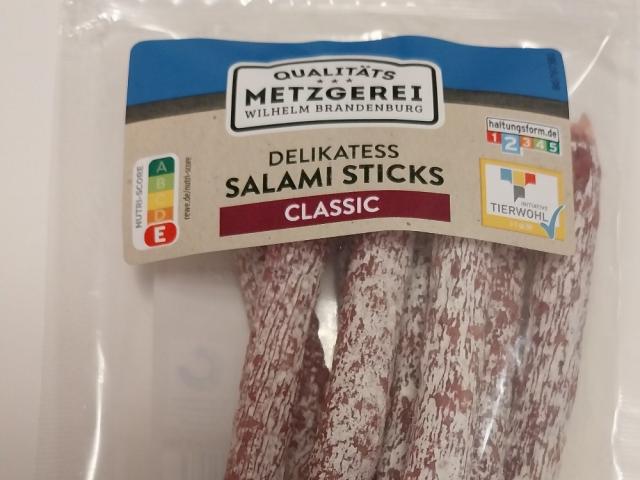 QUALITÄTS
METZGEREI
WILHELM BRANDENBURG
DELIKATESS
SALAMI STICKS
CLASSIC
haltungsform.de
1 2 3 4 5
INITIATIVE
TIERWOHL
NUTRI-SCORE
A
B
C
D
E
rewe.de/nutri-score